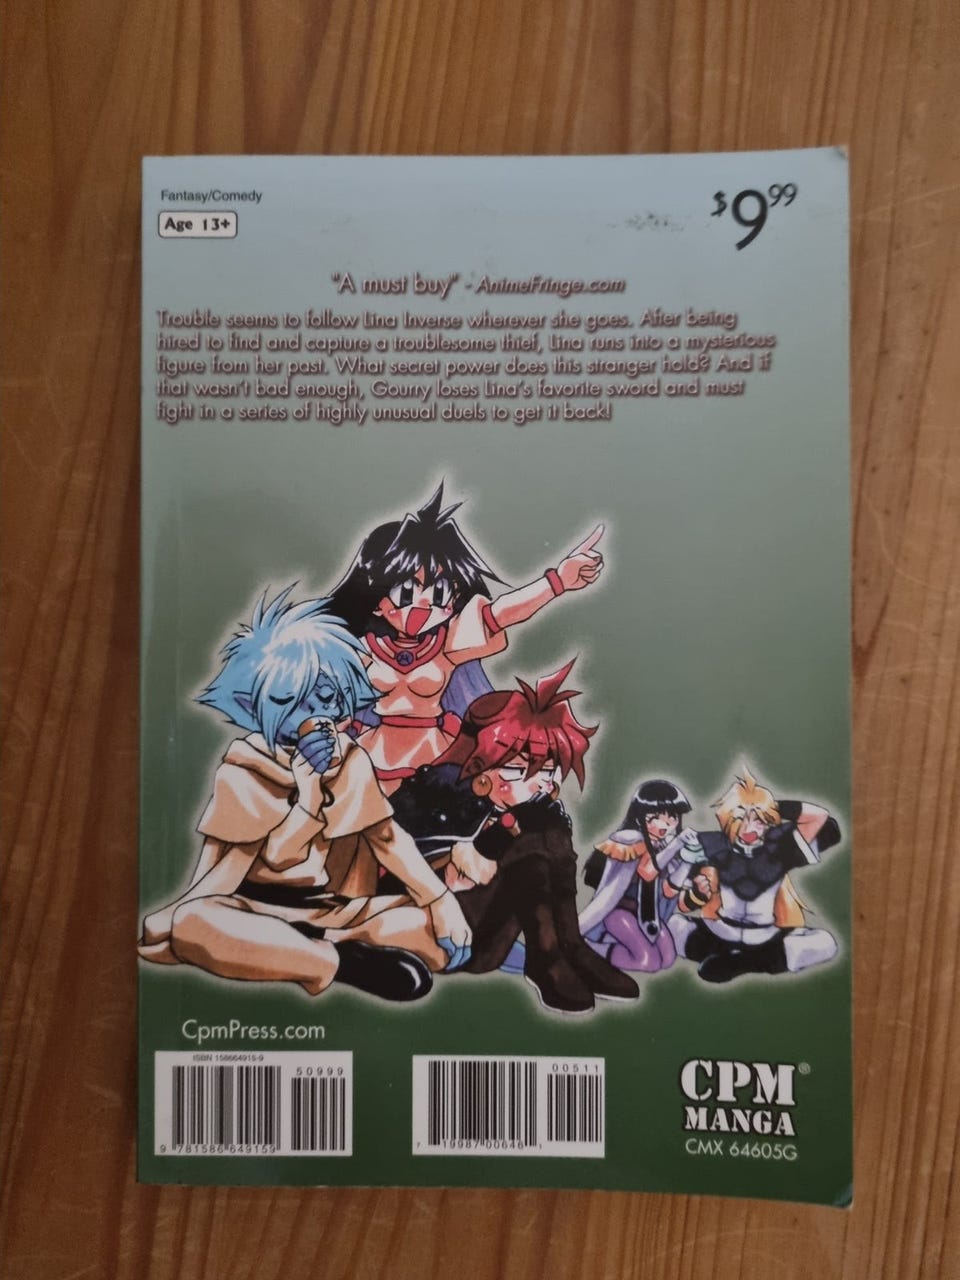 Fantasy/Comedy
Age 13+
$9.99
"A must buy" - AnimeFringe.com
Trouble seems to follow Lina Inverse wherever she goes. After being
hired to find and capture a troublesome thief, Lina runs into a mysterious
figure from her past. What secret power does this stranger hold? And if
that wasn't bad enough, Gourry loses Lina's favorite sword and must
fight in a series of highly unusual duels to get it back!
CpmPress.com
ISBN 158664915-9
50999
9 781586 649159
00511
7 19987 00646 1
CPM®
MANGA
CMX 64605G